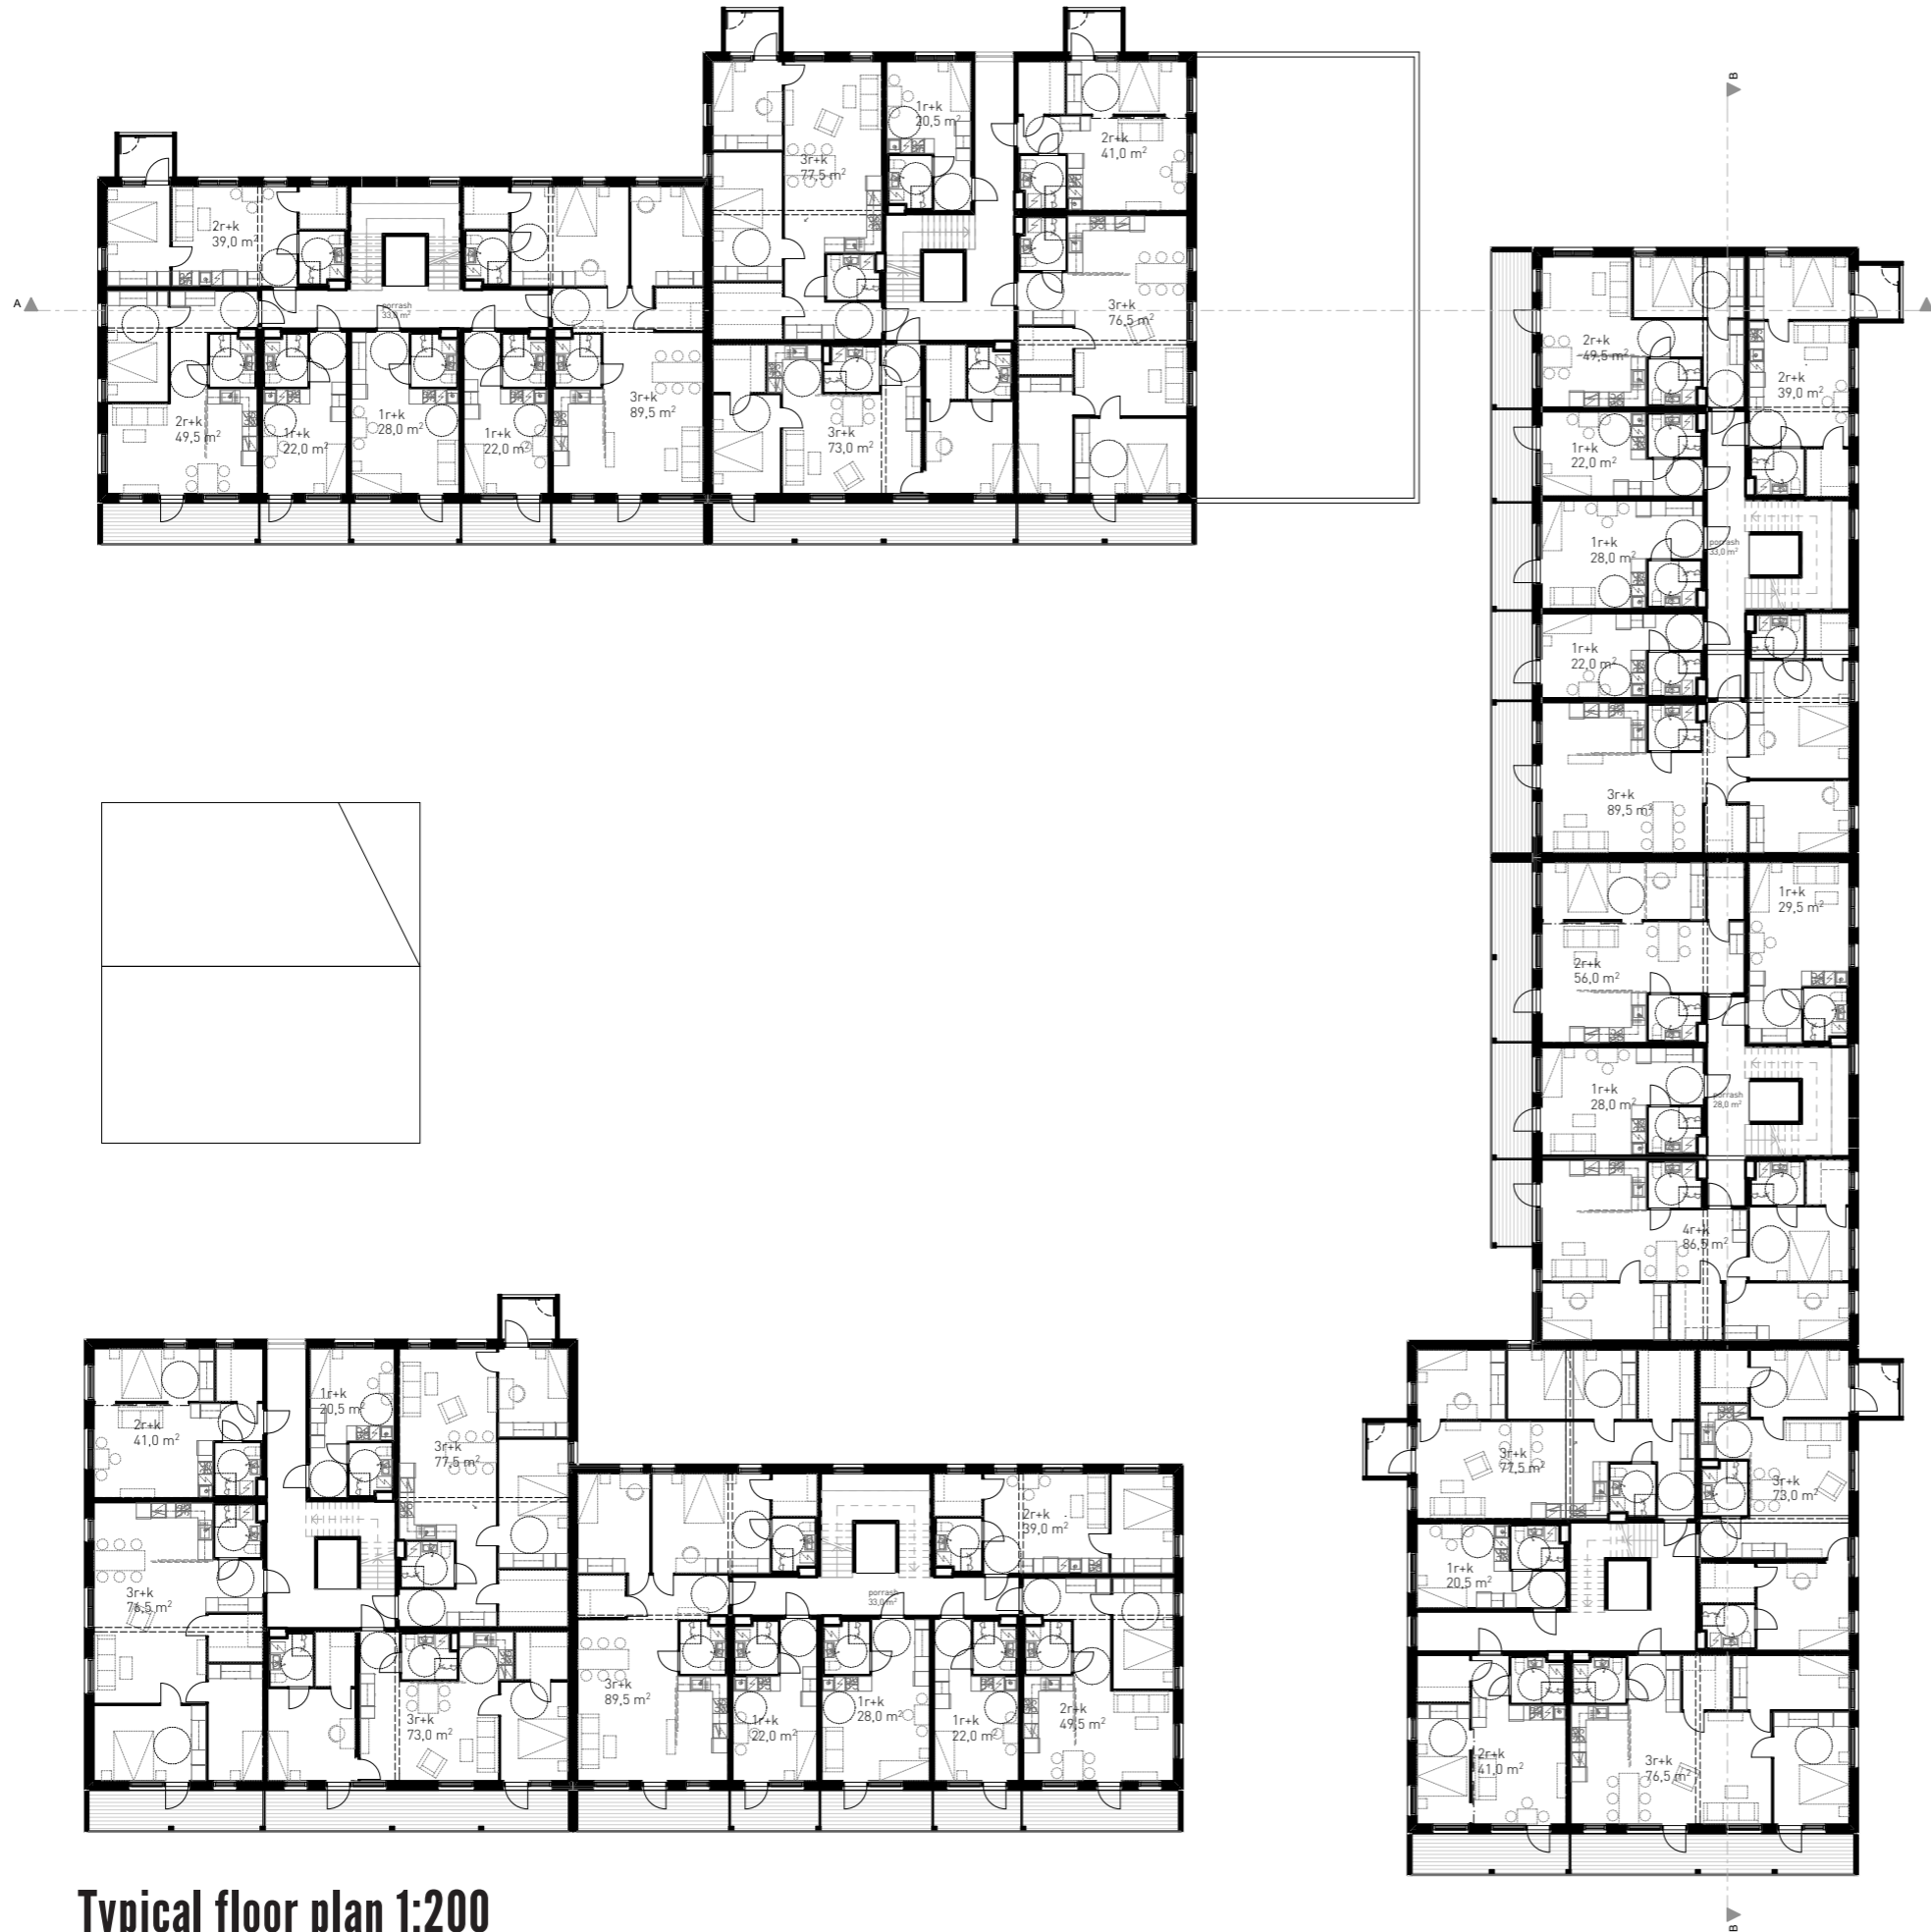 B
1r+k
20,5 m²
2r+k
41,0 m²
3r+k
77,5 m²
2r+k
39,0 m²
A
porrash
33,0 m²
3r+k
76,5 m²
2r+k
49,5 m²
1r+k
22,0 m²
1r+k
28,0 m²
1r+k
22,0 m²
3r+k
89,5 m²
3r+k
73,0 m²
2r+k
49,5 m²
2r+k
39,0 m²
1r+k
22,0 m²
1r+k
28,0 m²
porrash
33,0 m²
1r+k
22,0 m²
3r+k
89,5 m²
1r+k
29,5 m²
2r+k
56,0 m²
1r+k
28,0 m²
porrash
28,0 m²
4r+k
86,5 m²
1r+k
20,5 m²
2r+k
41,0 m²
3r+k
77,5 m²
3r+k
76,5 m²
3r+k
73,0 m²
2r+k
39,0 m²
porrash
33,0 m²
3r+k
89,5 m²
1r+k
22,0 m²
1r+k
28,0 m²
1r+k
22,0 m²
2r+k
49,5 m²
3r+k
77,5 m²
3r+k
73,0 m²
1r+k
20,5 m²
2r+k
41,0 m²
3r+k
76,5 m²
Typical floor plan 1:200
B